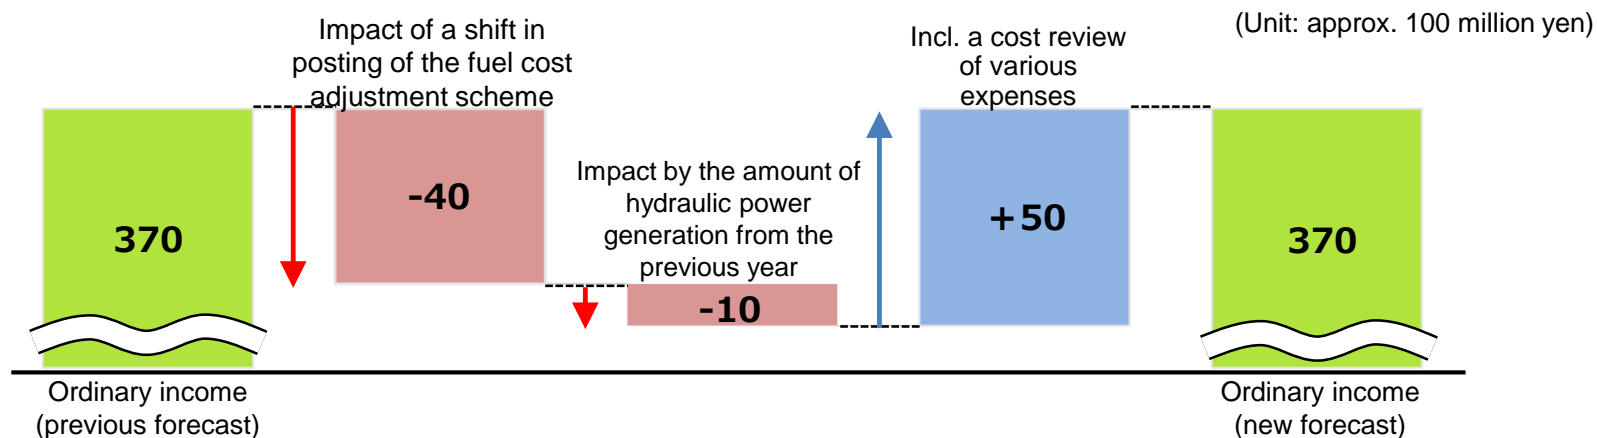 (Unit: approx. 100 million yen)
Impact of a shift in
posting of the fuel cost
adjustment scheme
Incl. a cost review
of various
expenses
Impact by the amount of
hydraulic power
generation from the
previous year
370
-40
-10
+50
370
Ordinary income
(previous forecast)
Ordinary income
(new forecast)